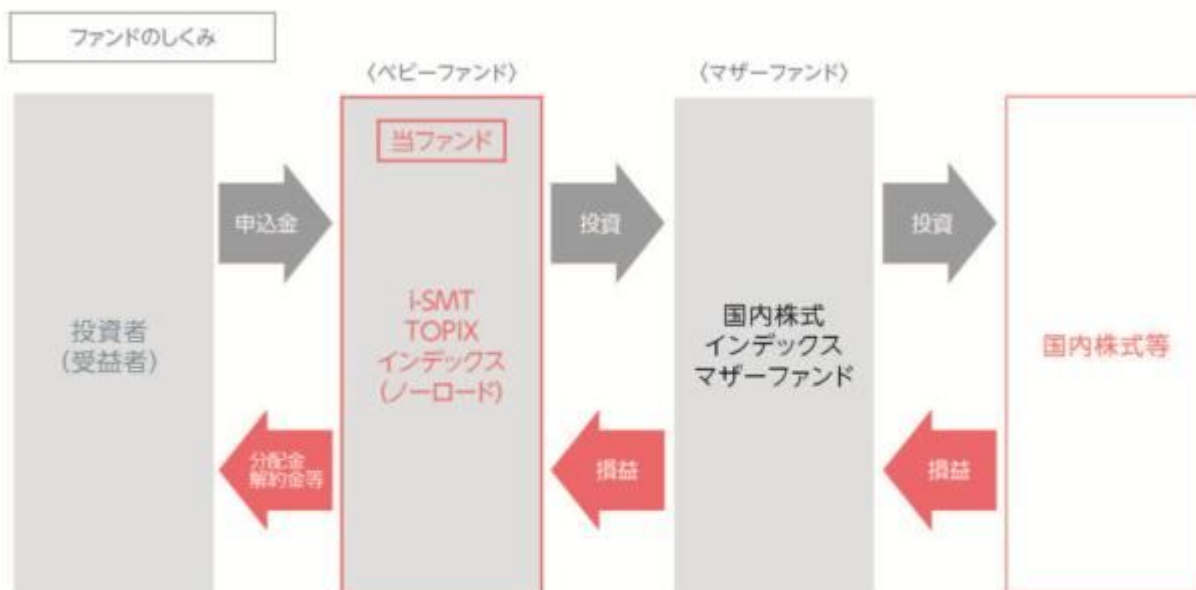 ファンドのしくみ
〈ベビーファンド〉
〈マザーファンド〉
当ファンド
申込金
投資
投資
投資者
(受益者)
i-SMT
TOPIX
インデックス
(ノーロード)
国内株式
インデックス
マザーファンド
国内株式等
分配金
解約金等
損益
損益